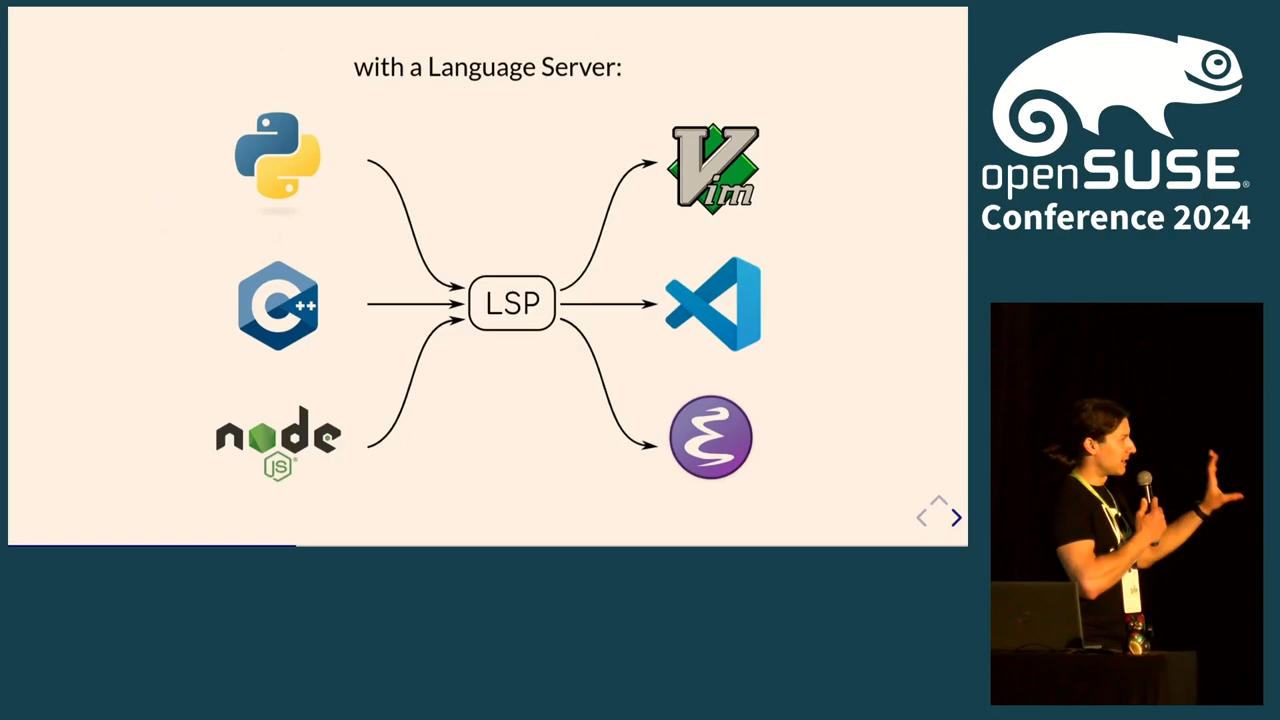 with a Language Server:
Vim
C++
LSP
node
JS
openSUSE
Conference 2024